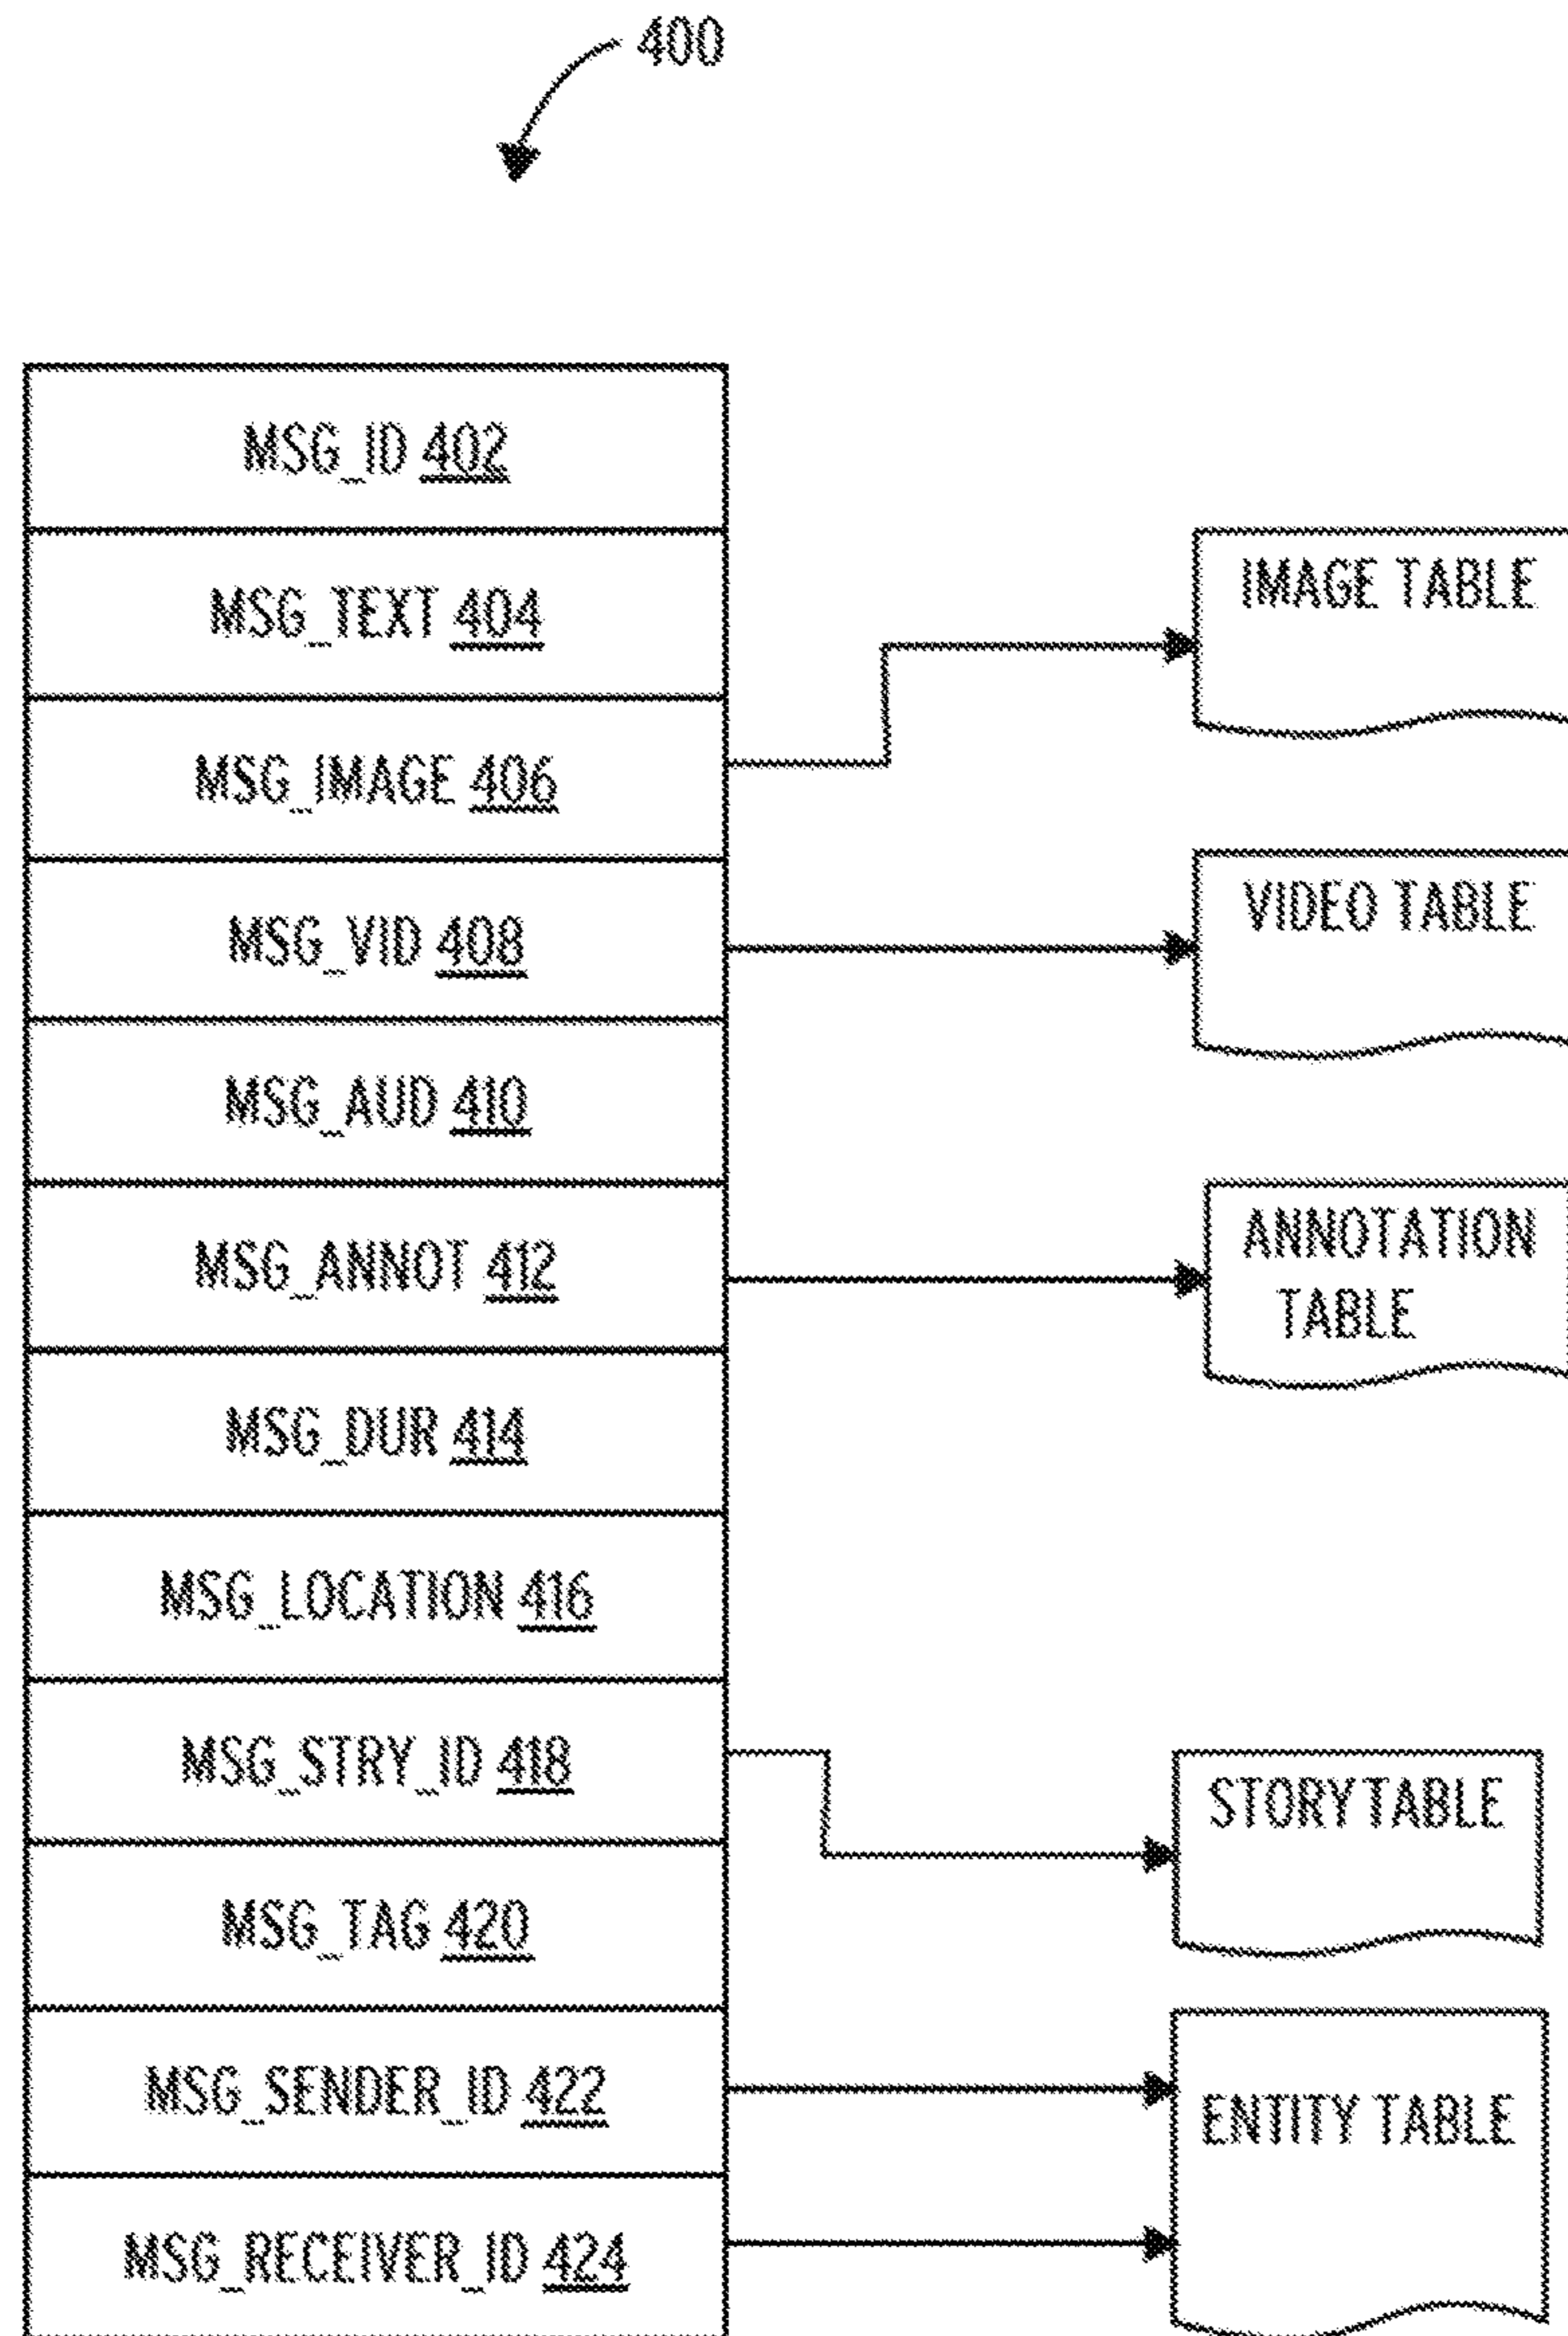 400
MSG_ID 402
MSG_TEXT 404
IMAGE TABLE
MSG_IMAGE 406
MSG_VID 408
VIDEO TABLE
MSG_AUD 410
MSG_ANNOT 412
ANNOTATION
TABLE
MSG_DUR 414
MSG_LOCATION 416
MSG_STRY_ID 418
STORY TABLE
MSG_TAG 420
MSG_SENDER_ID 422
ENTITY TABLE
MSG_RECEIVER_ID 424